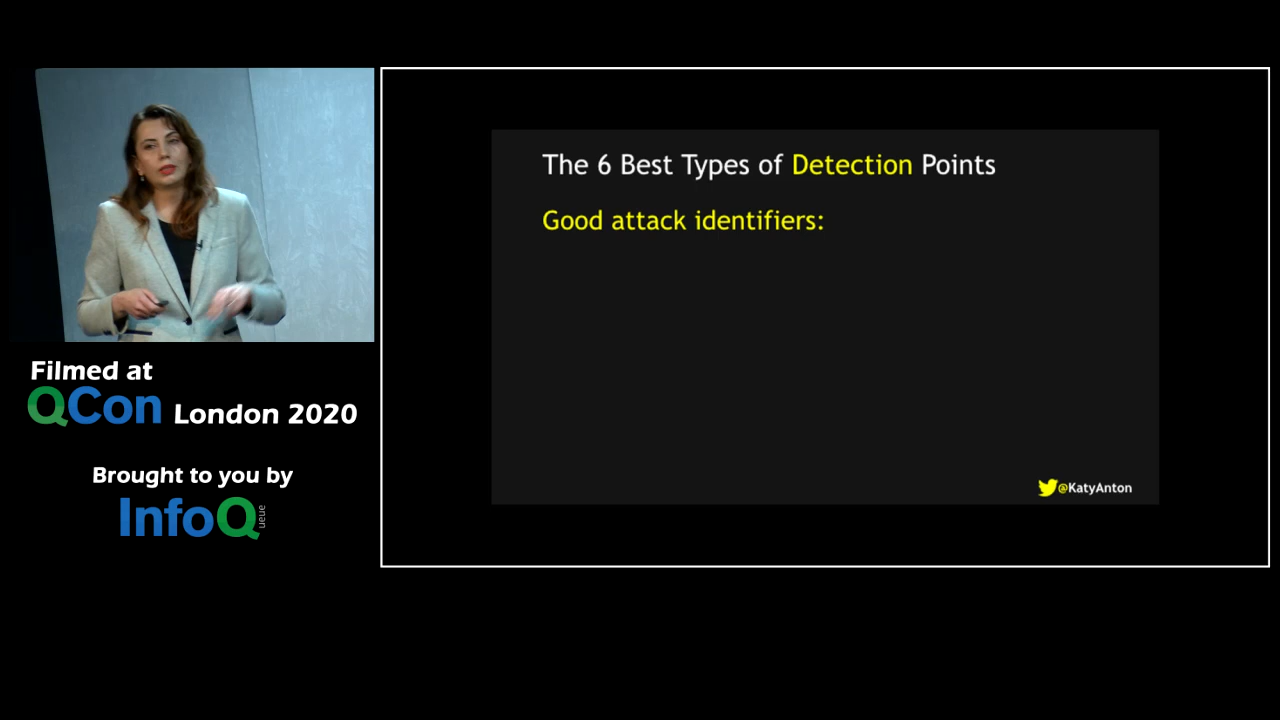 The 6 Best Types of Detection Points
Good attack identifiers:
@KatyAnton
Filmed at
QCon London 2020
Brought to you by
InfoQ
ueue